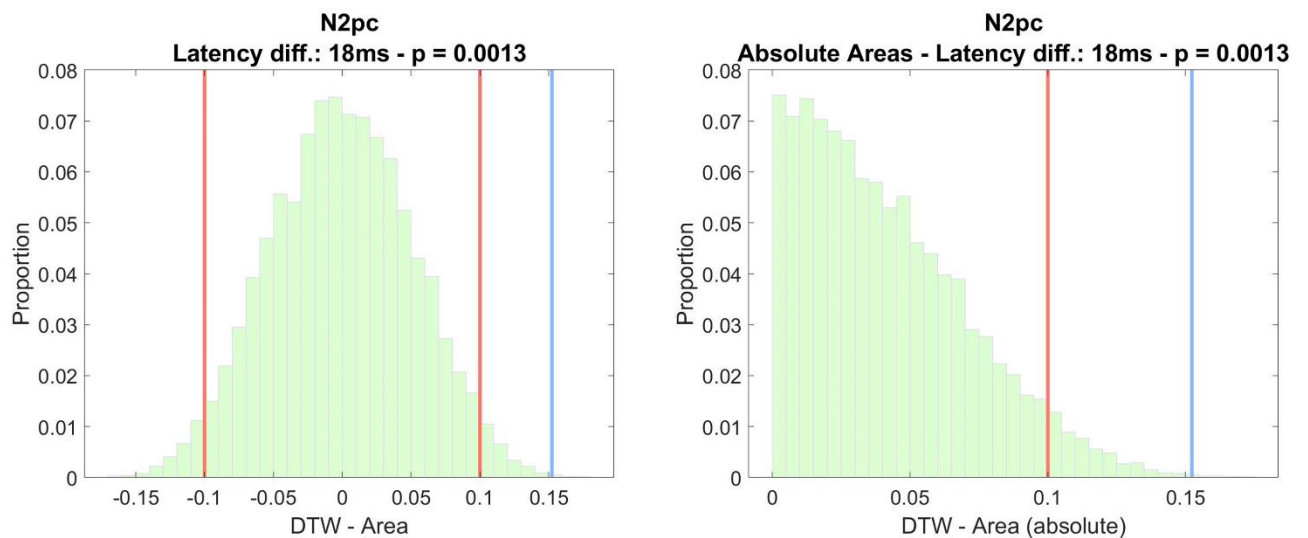 N2pc
Latency diff.: 18ms - p = 0.0013
0.08
0.07
0.06
0.05
0.04
0.03
0.02
0.01
0
Proportion
-0.15 -0.1 -0.05 0 0.05 0.1 0.15
DTW - Area
N2pc
Absolute Areas - Latency diff.: 18ms - p = 0.0013
0.08
0.07
0.06
0.05
0.04
0.03
0.02
0.01
0
Proportion
0 0.05 0.1 0.15
DTW - Area (absolute)